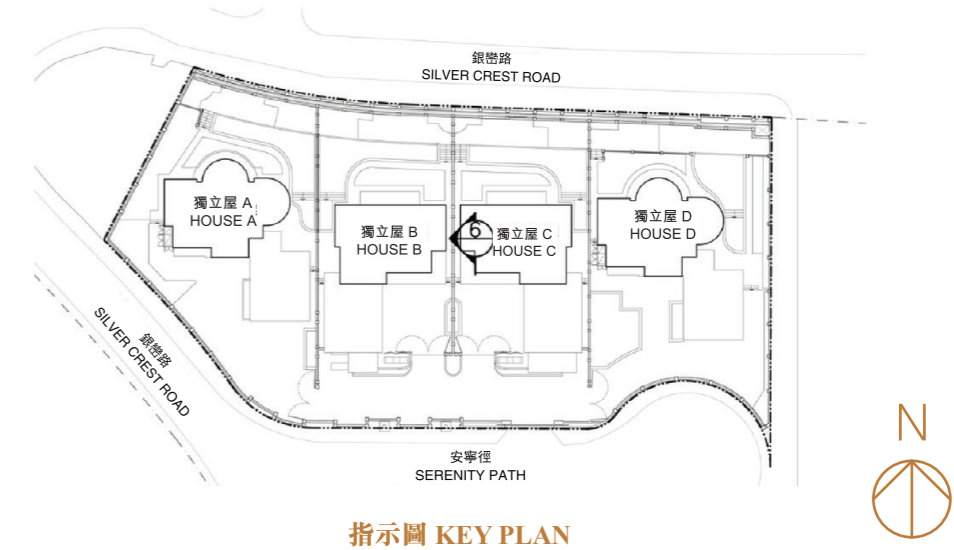 銀巒路
SILVER CREST ROAD
獨立屋 A
HOUSE A
獨立屋 B
HOUSE B
6
獨立屋 C
HOUSE C
獨立屋 D
HOUSE D
銀巒路
SILVER CREST ROAD
安寧徑
SERENITY PATH
N
指示圖 KEY PLAN